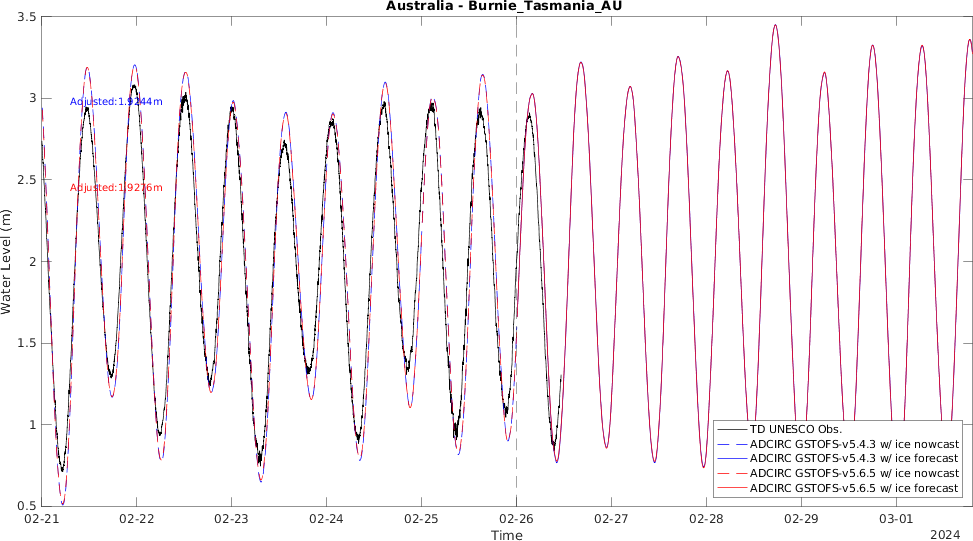 Australia - Burnie_Tasmania_AU
3.5
3
2.5
2
1.5
1
0.5
Water Level (m)
Adjusted:1.9244m
Adjusted:1.9276m
TD UNESCO Obs.
ADCIRC GSTOFS-v5.4.3 w/ ice nowcast
ADCIRC GSTOFS-v5.4.3 w/ ice forecast
ADCIRC GSTOFS-v5.6.5 w/ ice nowcast
ADCIRC GSTOFS-v5.6.5 w/ ice forecast
02-21 02-22 02-23 02-24 02-25 02-26 02-27 02-28 02-29 03-01
Time
2024